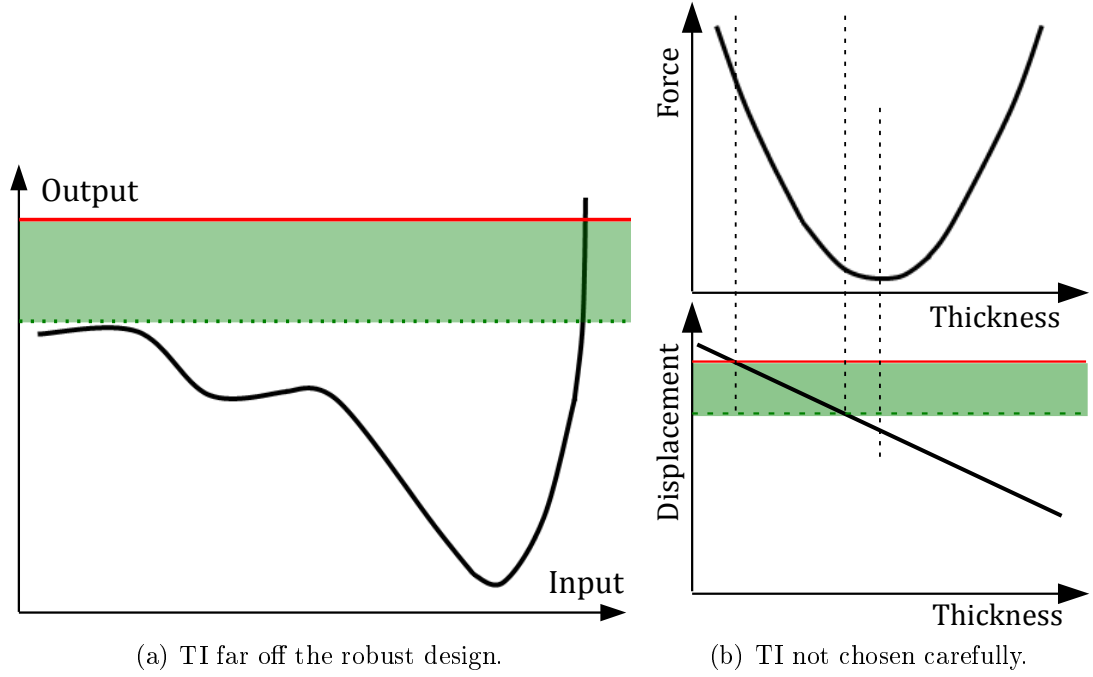 Output
Input
(a) TI far off the robust design.
Force
Thickness
Displacement
Thickness
(b) TI not chosen carefully.